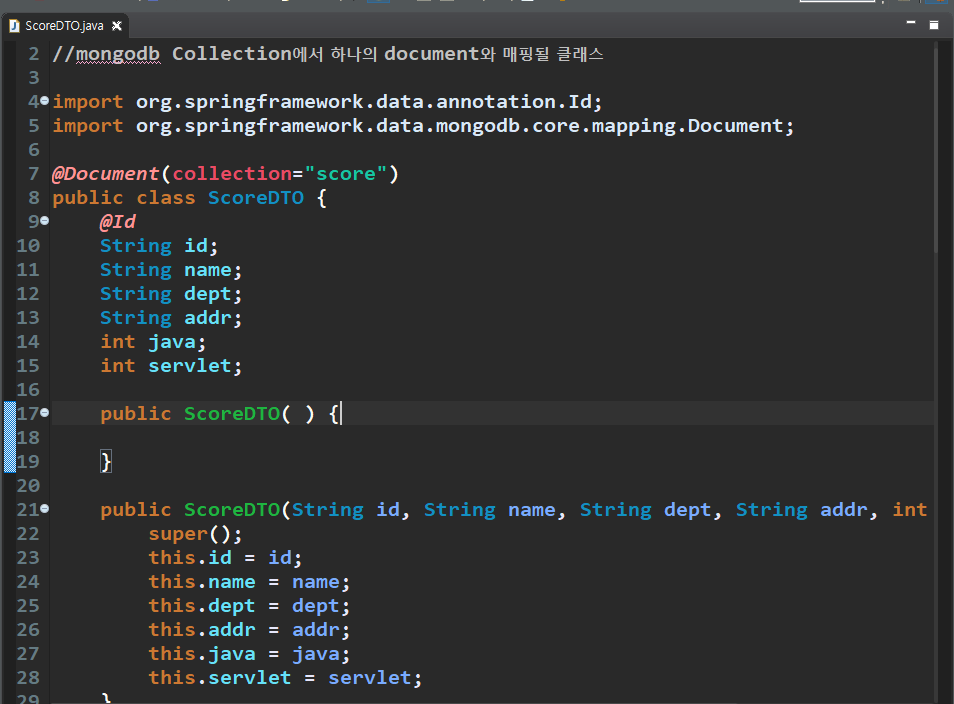 ScoreDTO.java
2 //mongodb Collection에서 하나의 document와 매핑될 클래스
3
4 import org.springframework.data.annotation.Id;
5 import org.springframework.data.mongodb.core.mapping.Document;
6
7 @Document(collection="score")
8 public class ScoreDTO {
9 @Id
10 String id;
11 String name;
12 String dept;
13 String addr;
14 int java;
15 int servlet;
16
17 public ScoreDTO( ) {
18
19 }
20
21 public ScoreDTO(String id, String name, String dept, String addr, int
22 super();
23 this.id = id;
24 this.name = name;
25 this.dept = dept;
26 this.addr = addr;
27 this.java = java;
28 this.servlet = servlet;
29 }